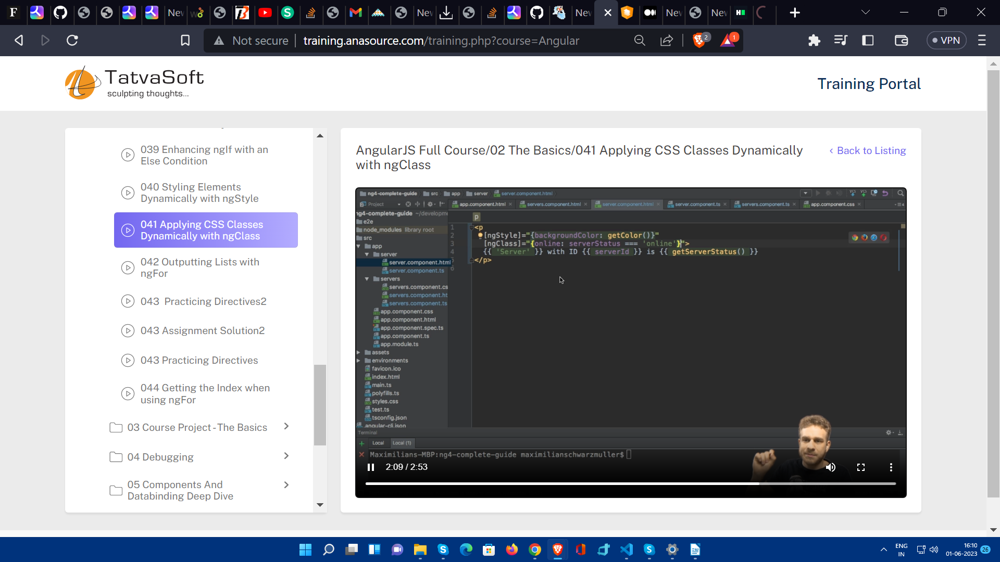 New
New
New
New
New
Not secure
training.anasource.com/training.php?course=Angular
2
1
VPN
TatvaSoft
sculpting thoughts...
Training Portal
039 Enhancing ngIf with an
Else Condition
040 Styling Elements
Dynamically with ngStyle
041 Applying CSS Classes
Dynamically with ngClass
042 Outputting Lists with
ngFor
043 Practicing Directives2
043 Assignment Solution2
043 Practicing Directives
044 Getting the Index when
using ngFor
03 Course Project - The Basics
04 Debugging
05 Components And
Databinding Deep Dive
AngularJS Full Course/02 The Basics/041 Applying CSS Classes Dynamically
with ngClass
Back to Listing
ng4-complete-guide src app server server.component.html
Project
app.component.html servers.component.html server.component.html server.component.ts servers.component.ts app.component.css
ng4-complete-guide ~/developme
e2e
node_modules library root
src
app
server
server.component.html
server.component.ts
servers
servers.component.cs
servers.component.ht
servers.component.ts
app.component.css
app.component.html
app.component.spec.ts
app.component.ts
app.module.ts
assets
environments
favicon.ico
index.html
main.ts
polyfills.ts
styles.css
test.ts
tsconfig.json
.angular-cli.json
p
1 <p
2 [ngStyle]="{backgroundColor: getColor()}"
3 [ngClass]="{online: serverStatus === 'online'}">
4 {{ 'Server' }} with ID {{ serverId }} is {{ getServerStatus() }}
5 </p>
6
Terminal
Local Local (1)
Maximilians-MBP:ng4-complete-guide maximilianschwarzmuller$
2:09 / 2:53
ENG
IN
16:10
01-06-2023
26